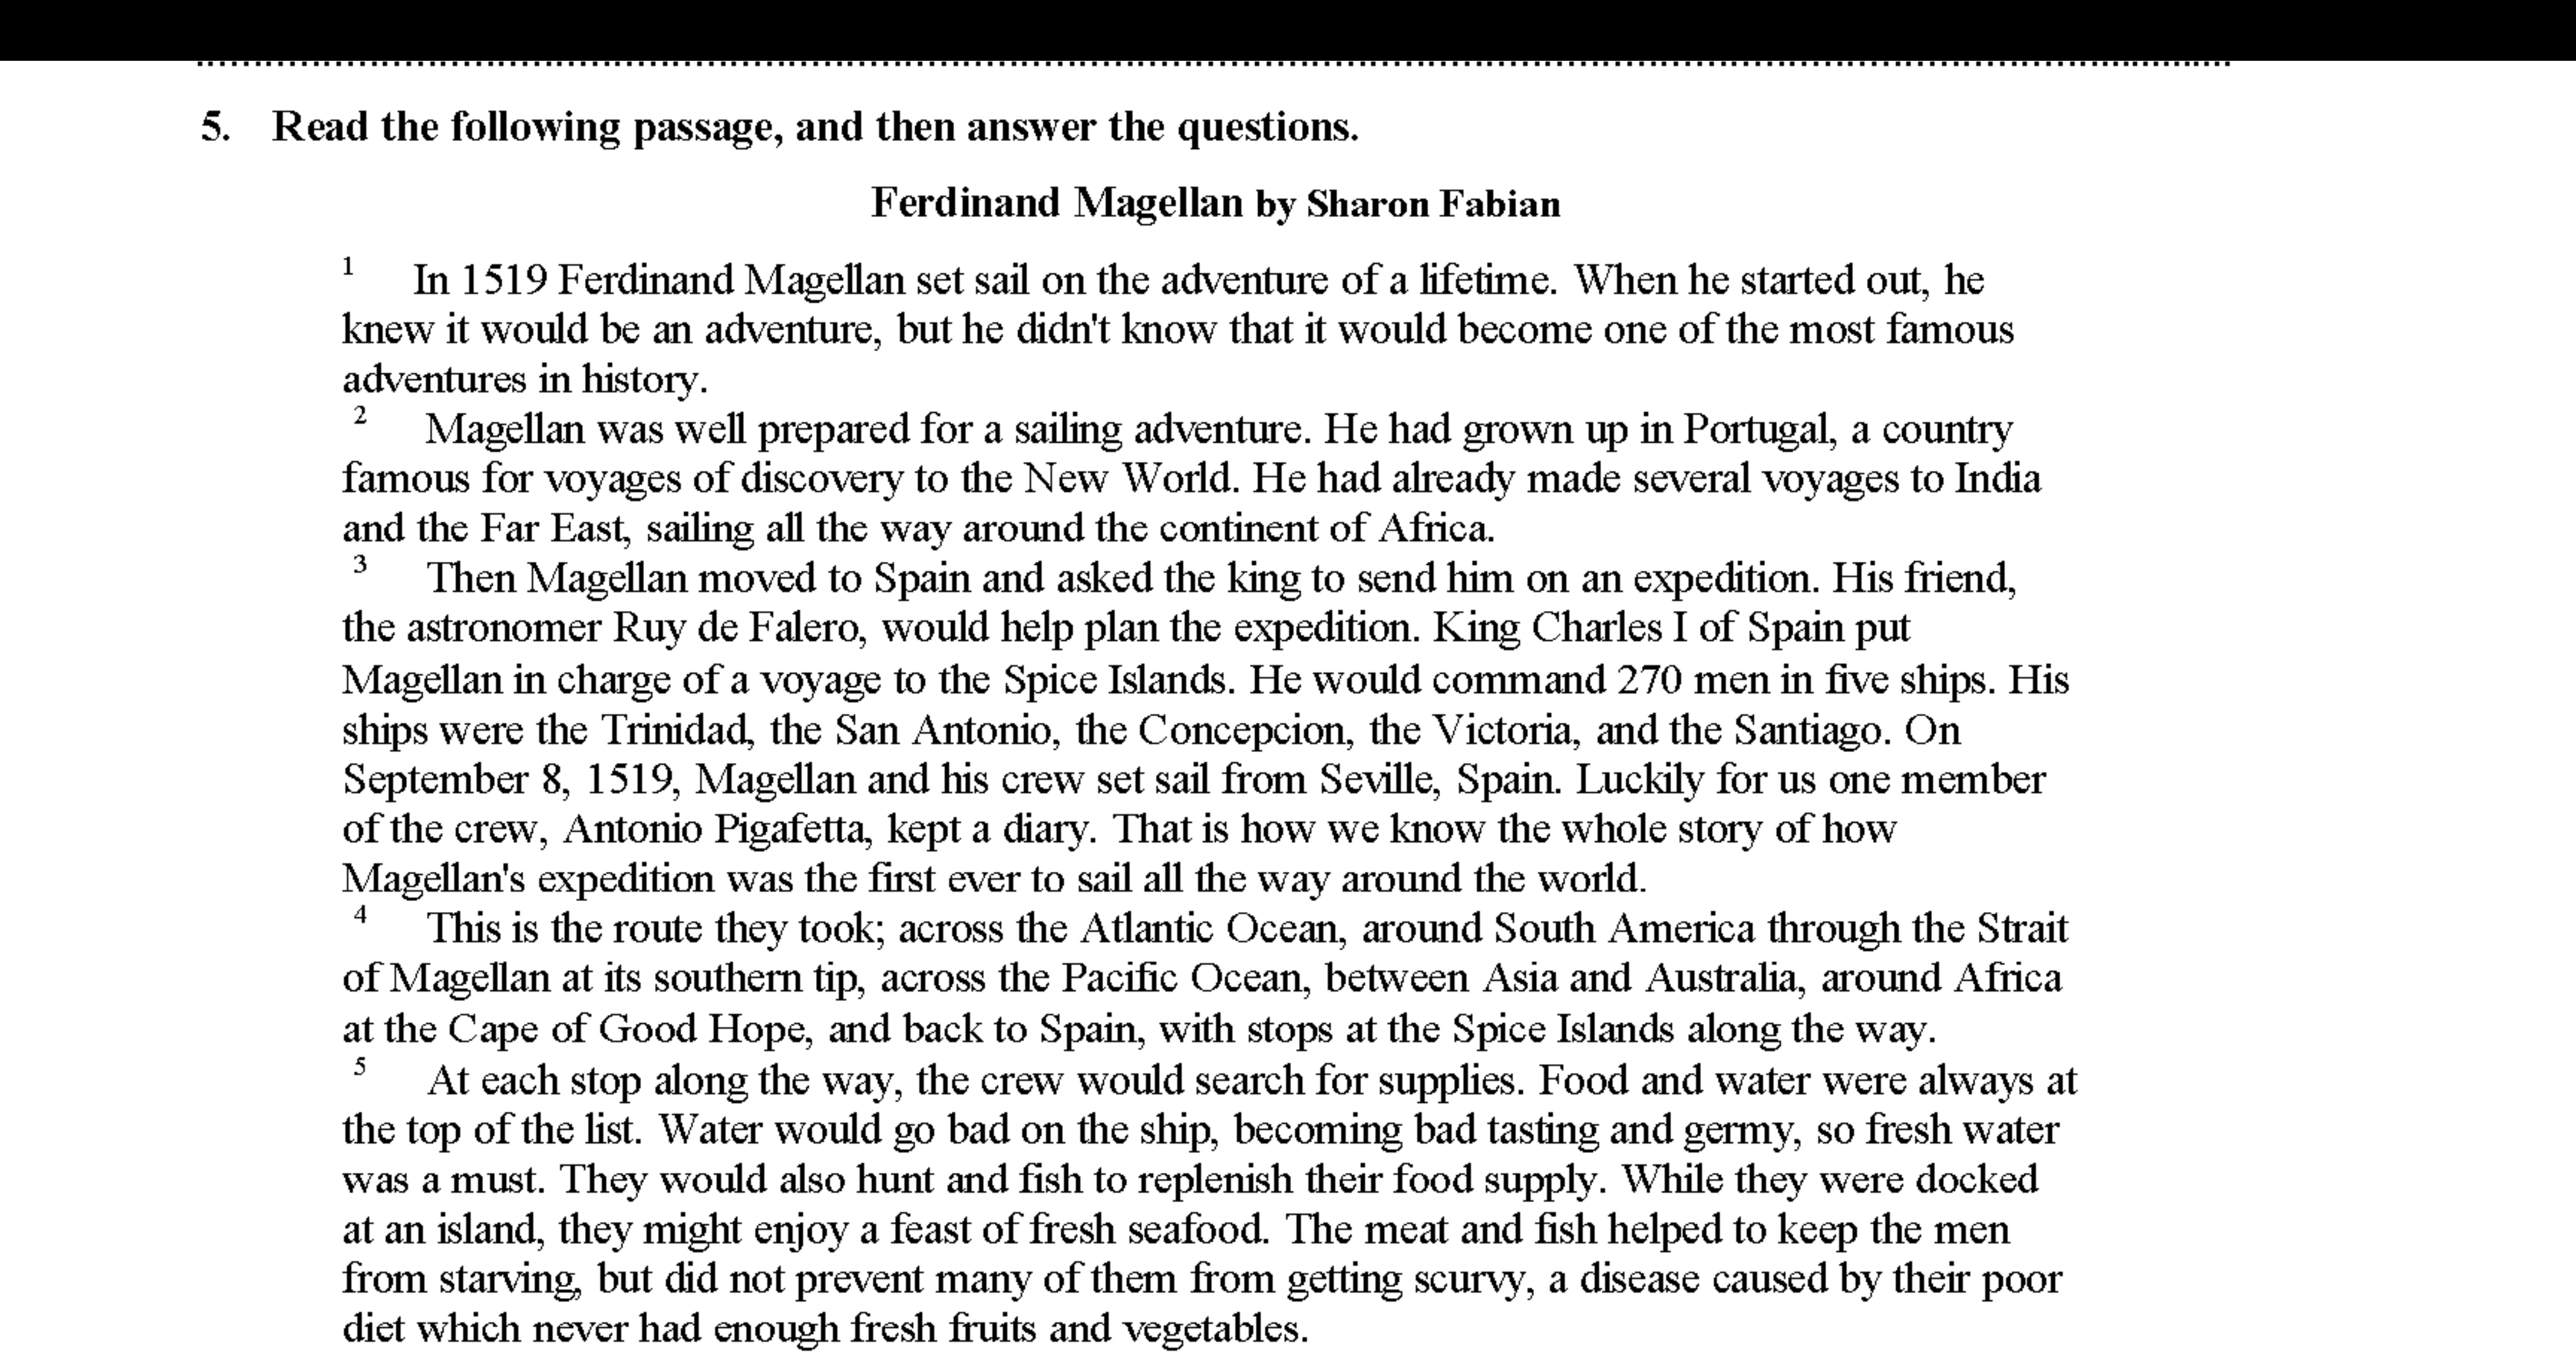 5. Read the following passage, and then answer the questions.
Ferdinand Magellan by Sharon Fabian
1 In 1519 Ferdinand Magellan set sail on the adventure of a lifetime. When he started out, he
knew it would be an adventure, but he didn't know that it would become one of the most famous
adventures in history.
2 Magellan was well prepared for a sailing adventure. He had grown up in Portugal, a country
famous for voyages of discovery to the New World. He had already made several voyages to India
and the Far East, sailing all the way around the continent of Africa.
3 Then Magellan moved to Spain and asked the king to send him on an expedition. His friend,
the astronomer Ruy de Falero, would help plan the expedition. King Charles I of Spain put
Magellan in charge of a voyage to the Spice Islands. He would command 270 men in five ships. His
ships were the Trinidad, the San Antonio, the Concepcion, the Victoria, and the Santiago. On
September 8, 1519, Magellan and his crew set sail from Seville, Spain. Luckily for us one member
of the crew, Antonio Pigafetta, kept a diary. That is how we know the whole story of how
Magellan's expedition was the first ever to sail all the way around the world.
4 This is the route they took; across the Atlantic Ocean, around South America through the Strait
of Magellan at its southern tip, across the Pacific Ocean, between Asia and Australia, around Africa
at the Cape of Good Hope, and back to Spain, with stops at the Spice Islands along the way.
5 At each stop along the way, the crew would search for supplies. Food and water were always at
the top of the list. Water would go bad on the ship, becoming bad tasting and germy, so fresh water
was a must. They would also hunt and fish to replenish their food supply. While they were docked
at an island, they might enjoy a feast of fresh seafood. The meat and fish helped to keep the men
from starving, but did not prevent many of them from getting scurvy, a disease caused by their poor
diet which never had enough fresh fruits and vegetables.